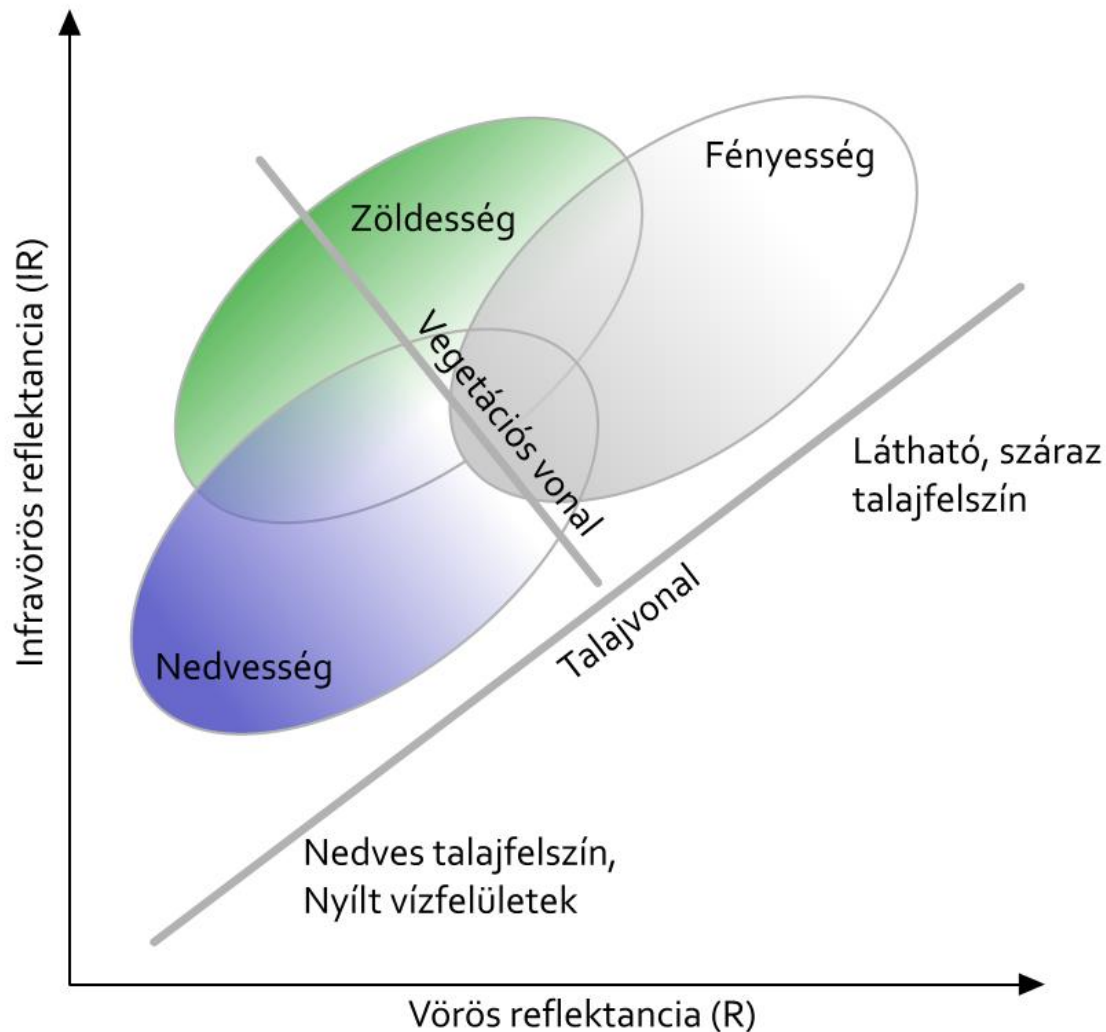 Fényesség
Zöldesség
Vegetációs vonal
Infravörös reflektancia (IR)
Látható, száraz
talajfelszín
Talajvonal
Nedvesség
Nedves talajfelszín,
Nyílt vízfelületek
Vörös reflektancia (R)